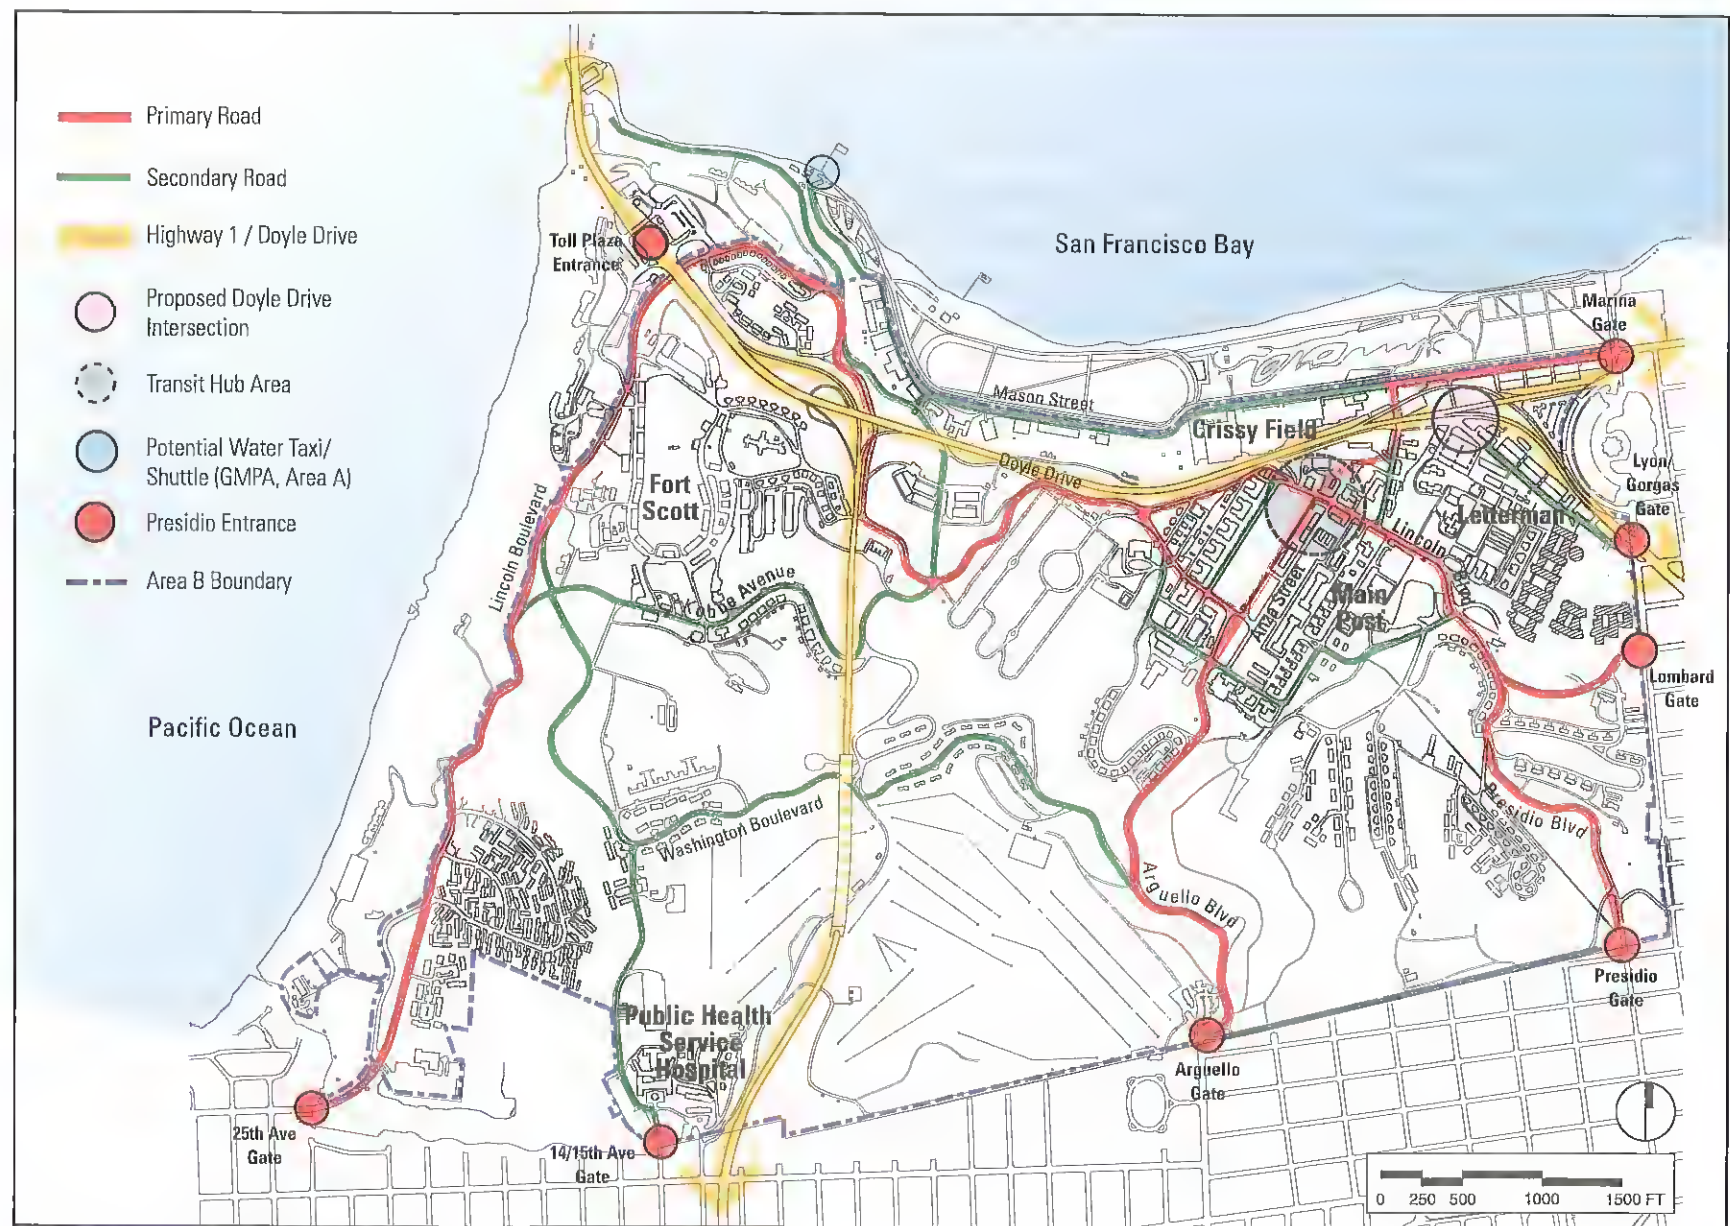 Primary Road
Secondary Road
Highway 1 / Doyle Drive
Proposed Doyle Drive
Intersection
Transit Hub Area
Potential Water Taxi/
Shuttle (GMPA, Area A)
Presidio Entrance
Area B Boundary
Toll Plaza
Entrance
San Francisco Bay
Marina
Gate
Mason Street
Crissy Field
Doyle Drive
Lyon/
Gorgas
Gate
Fort
Scott
Letterman
Lincoln Blvd
Lincoln Boulevard
Kobbe Avenue
Anza Street
Main
Post
Lombard
Gate
Pacific Ocean
Washington Boulevard
Presidio Blvd
Arguello Blvd
Presidio
Gate
Public Health
Service
Hospital
Arguello
Gate
25th Ave
Gate
14/15th Ave
Gate
0 250 500 1000 1500 FT